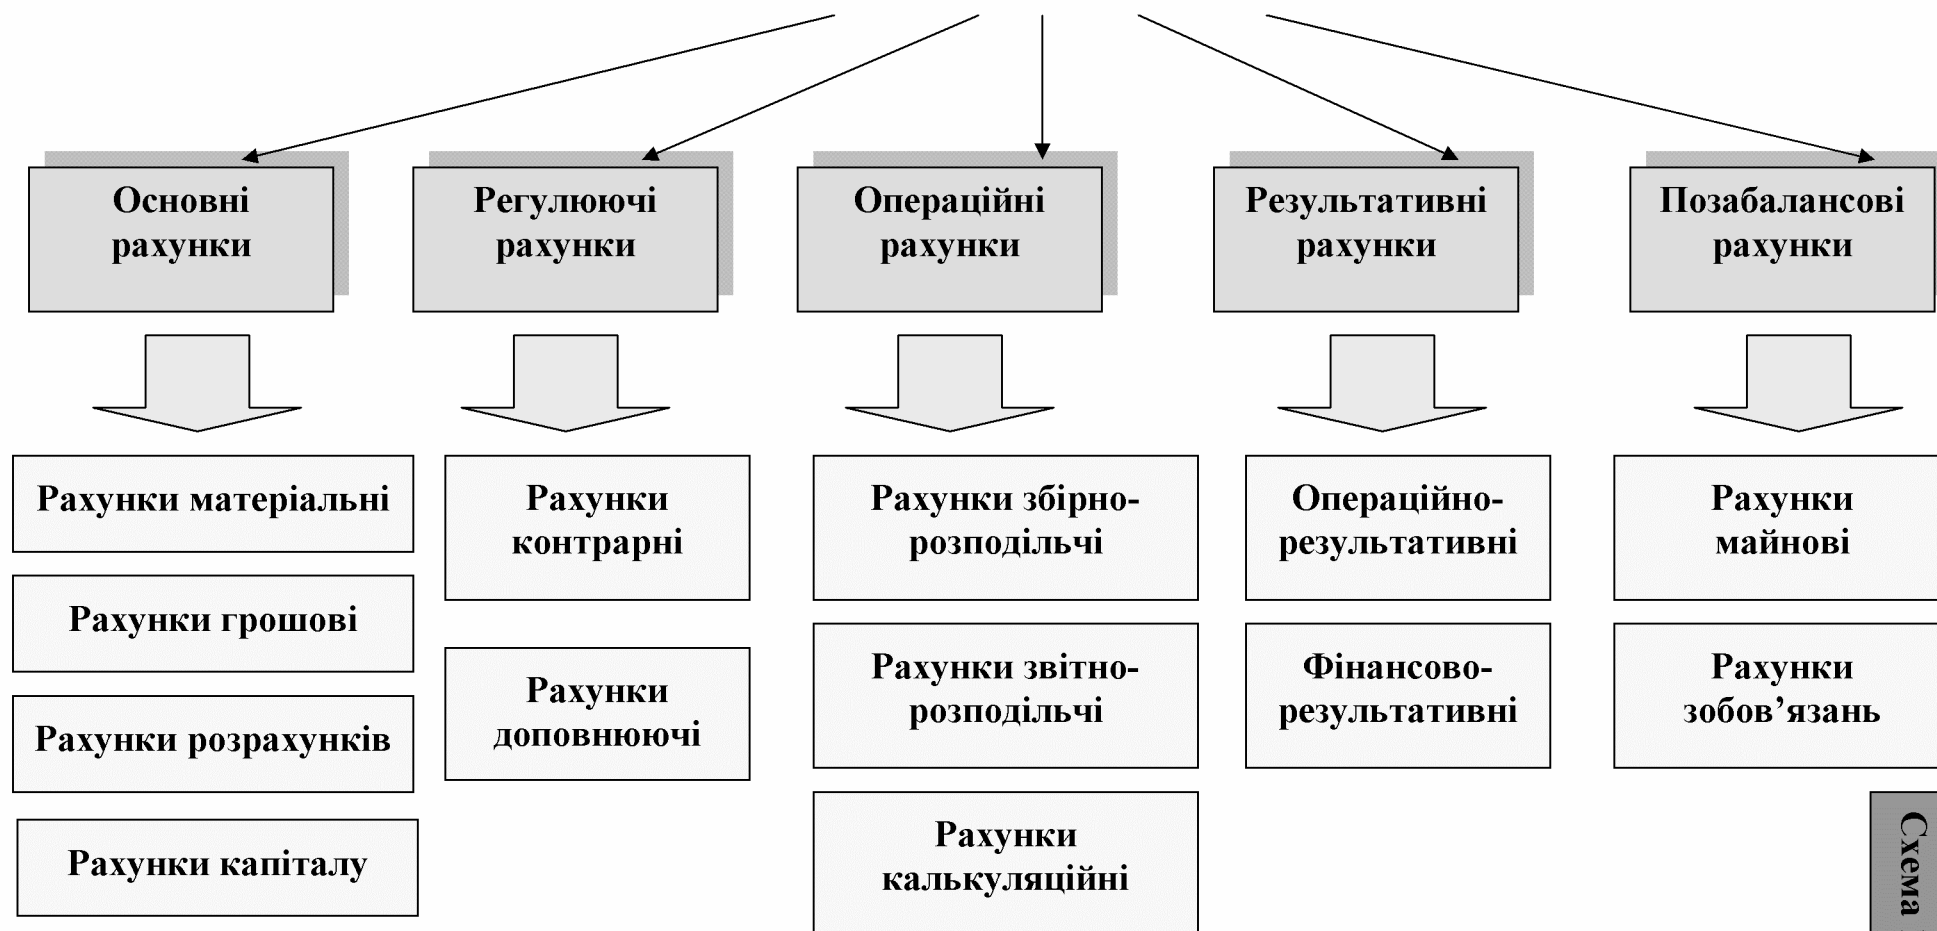 Основні
рахунки
Регулюючі
рахунки
Операційні
рахунки
Результативні
рахунки
Позабалансові
рахунки
Рахунки матеріальні
Рахунки грошові
Рахунки розрахунків
Рахунки капіталу
Рахунки
контрарні
Рахунки
доповнюючі
Рахунки збірно-
розподільчі
Рахунки звітно-
розподільчі
Рахунки
калькуляційні
Операційно-
результативні
Фінансово-
результативні
Рахунки
майнові
Рахунки
зобов’язань
Схема